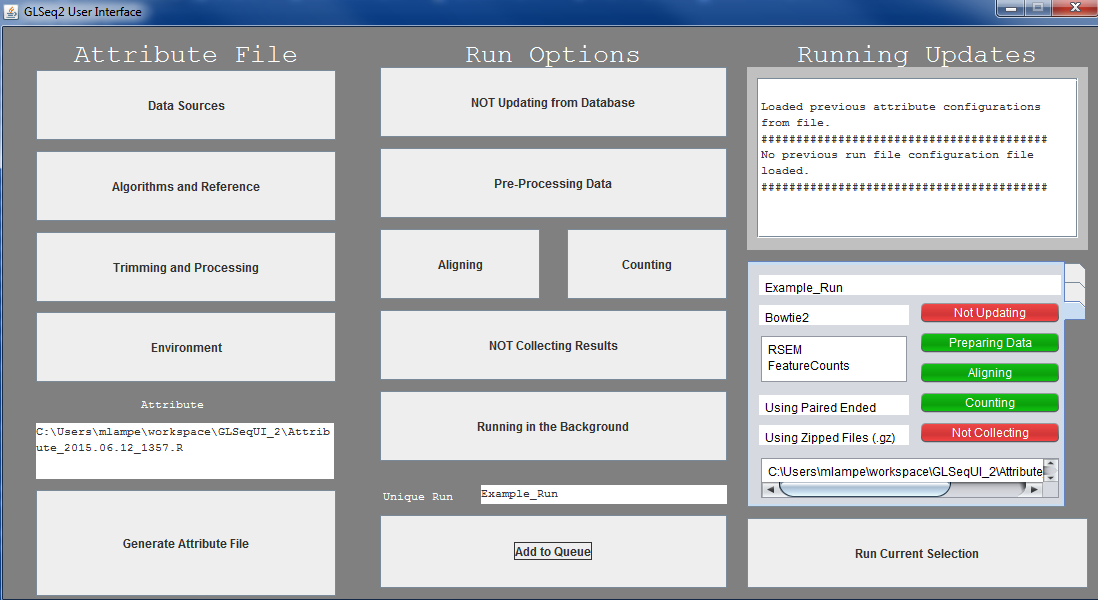 GLSeq2 User Interface
Attribute File
Data Sources
Algorithms and Reference
Trimming and Processing
Environment
Attribute
C:\Users\mlampe\workspace\GLSeqUI_2\Attrib
ute_2015.06.12_1357.R
Generate Attribute File
Run Options
NOT Updating from Database
Pre-Processing Data
Aligning
Counting
NOT Collecting Results
Running in the Background
Unique Run
Example_Run
Add to Queue
Running Updates
Loaded previous attribute configurations
from file.
#########################################
No previous run file configuration file
loaded.
#########################################
Example_Run
Bowtie2
Not Updating
RSEM
FeatureCounts
Preparing Data
Aligning
Using Paired Ended
Counting
Using Zipped Files (.gz)
Not Collecting
C:\Users\mlampe\workspace\GLSeqUI_2\Attribute
Run Current Selection